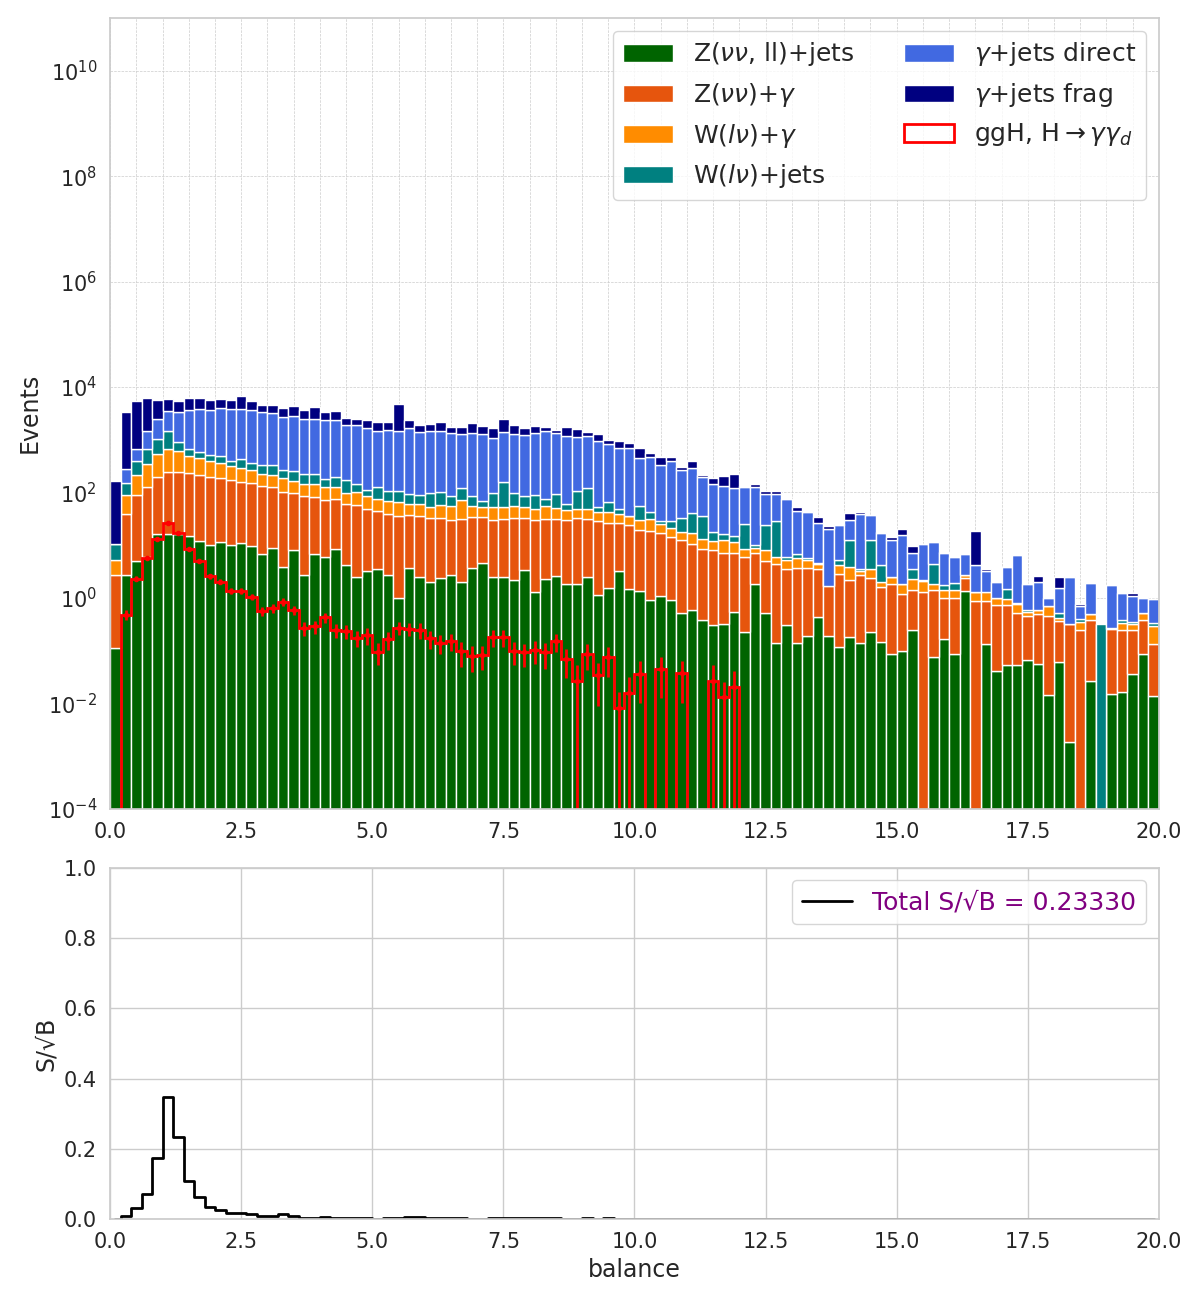 Z(νν, ll)+jets
Z(νν)+γ
W(lν)+γ
W(lν)+jets
γ+jets direct
γ+jets frag
ggH, H→γγ_d
Events
10^10
10^8
10^6
10^4
10^2
10^0
10^−2
10^−4
0.0 2.5 5.0 7.5 10.0 12.5 15.0 17.5 20.0
Total S/√B = 0.23330
S/√B
1.0
0.8
0.6
0.4
0.2
0.0
0.0 2.5 5.0 7.5 10.0 12.5 15.0 17.5 20.0
balance